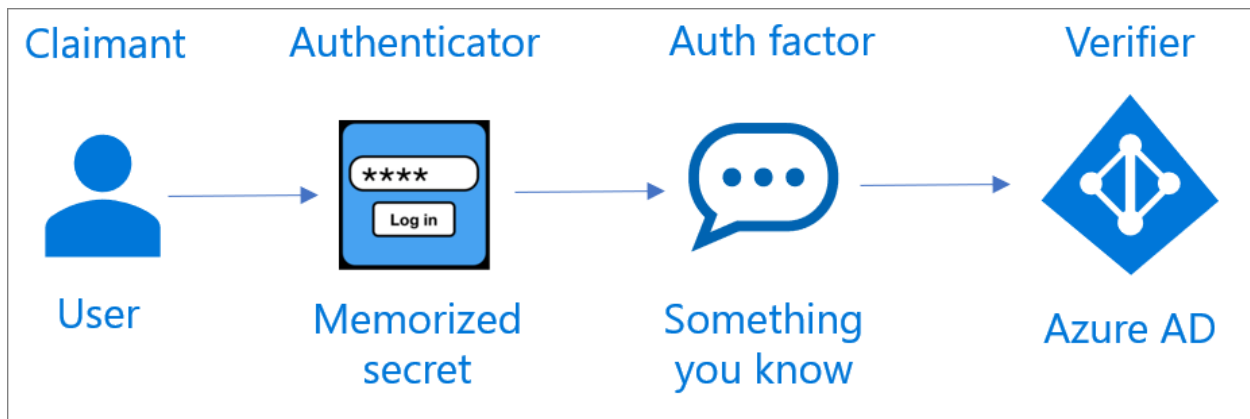 Claimant
Authenticator
Auth factor
Verifier
****
Log in
User
Memorized
secret
Something
you know
Azure AD